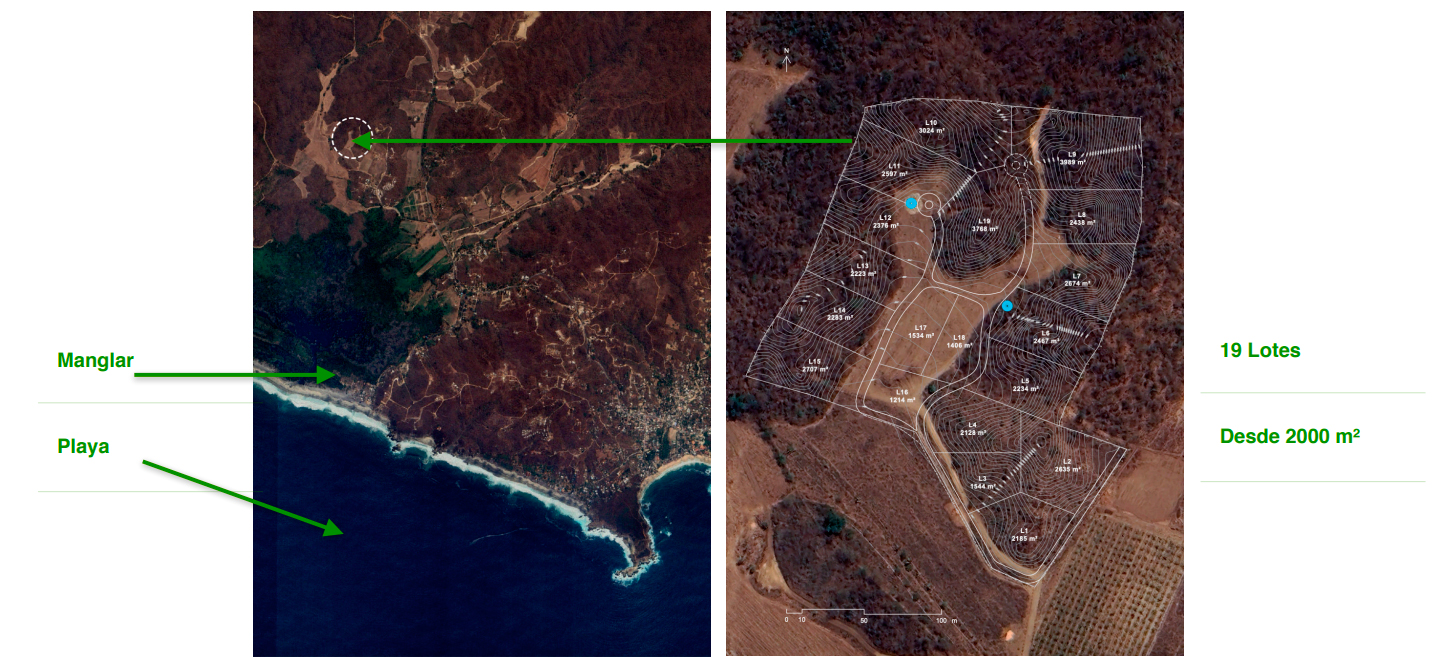 Manglar
Playa
N
L10
3024 m²
L9
3989 m²
L11
2597 m²
L12
2376 m²
L19
3768 m²
L8
2438 m²
L13
2223 m²
L7
2674 m²
L14
2283 m²
L17
1534 m²
L18
1406 m²
L6
2467 m²
L15
2707 m²
L5
2234 m²
L16
1214 m²
L4
2128 m²
L2
2635 m²
L3
1544 m²
L1
2185 m²
0 10 50 100 m
19 Lotes
Desde 2000 m²